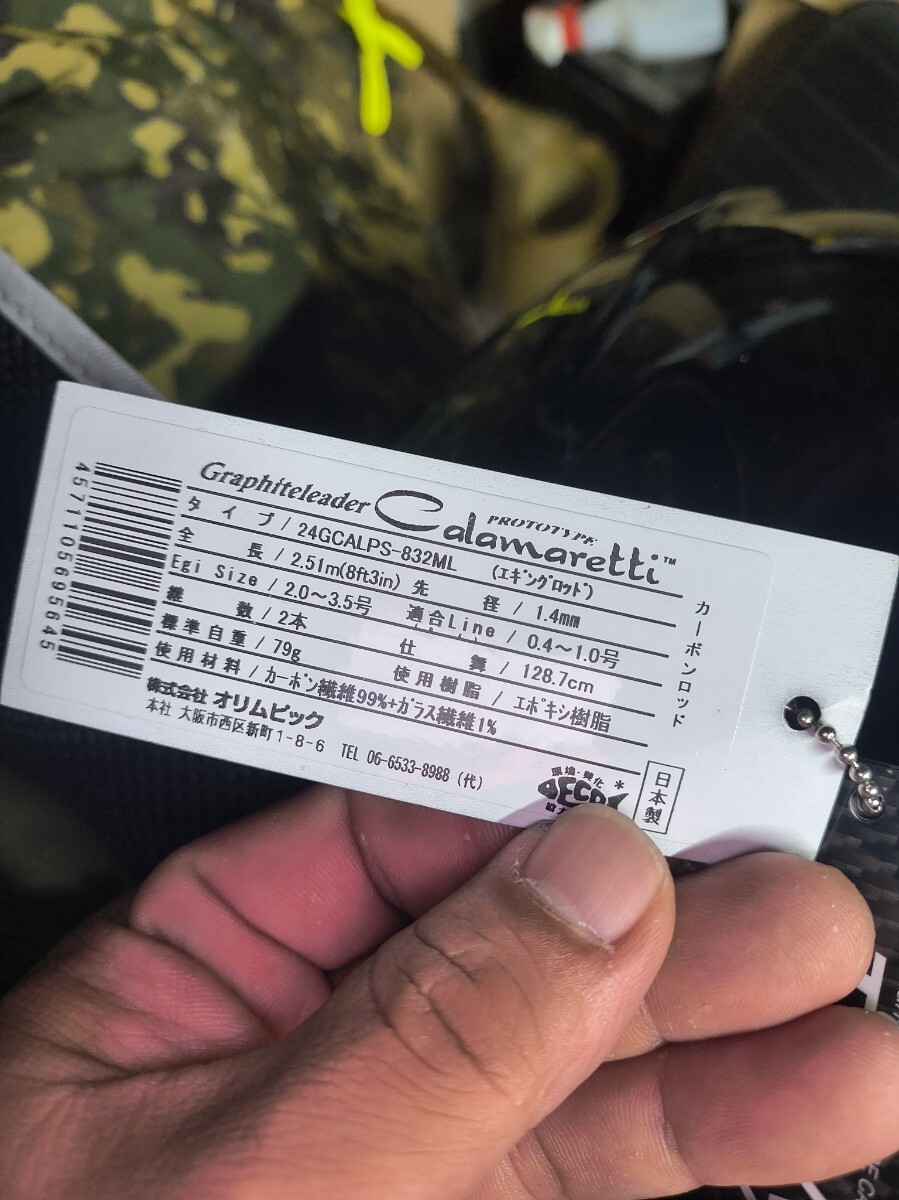 Graphiteleader Calamaretti™
PROTOTYPE
タイプ / 24GCALPS-832ML (エギングロッド)
全長 / 2.51m(8ft3in) 先径 / 1.4mm
Egi Size / 2.0～3.5号 適合Line / 0.4～1.0号
継数 / 2本 仕舞 / 128.7cm
標準自重 / 79g 使用樹脂 / エポキシ樹脂
使用材料 / カーボン繊維99%+ガラス繊維1%
株式会社 オリムピック
本社 大阪市西区新町1-8-6 TEL 06-6533-8988 (代)
カーボンロッド
環境・美化
日本製
4571105695645